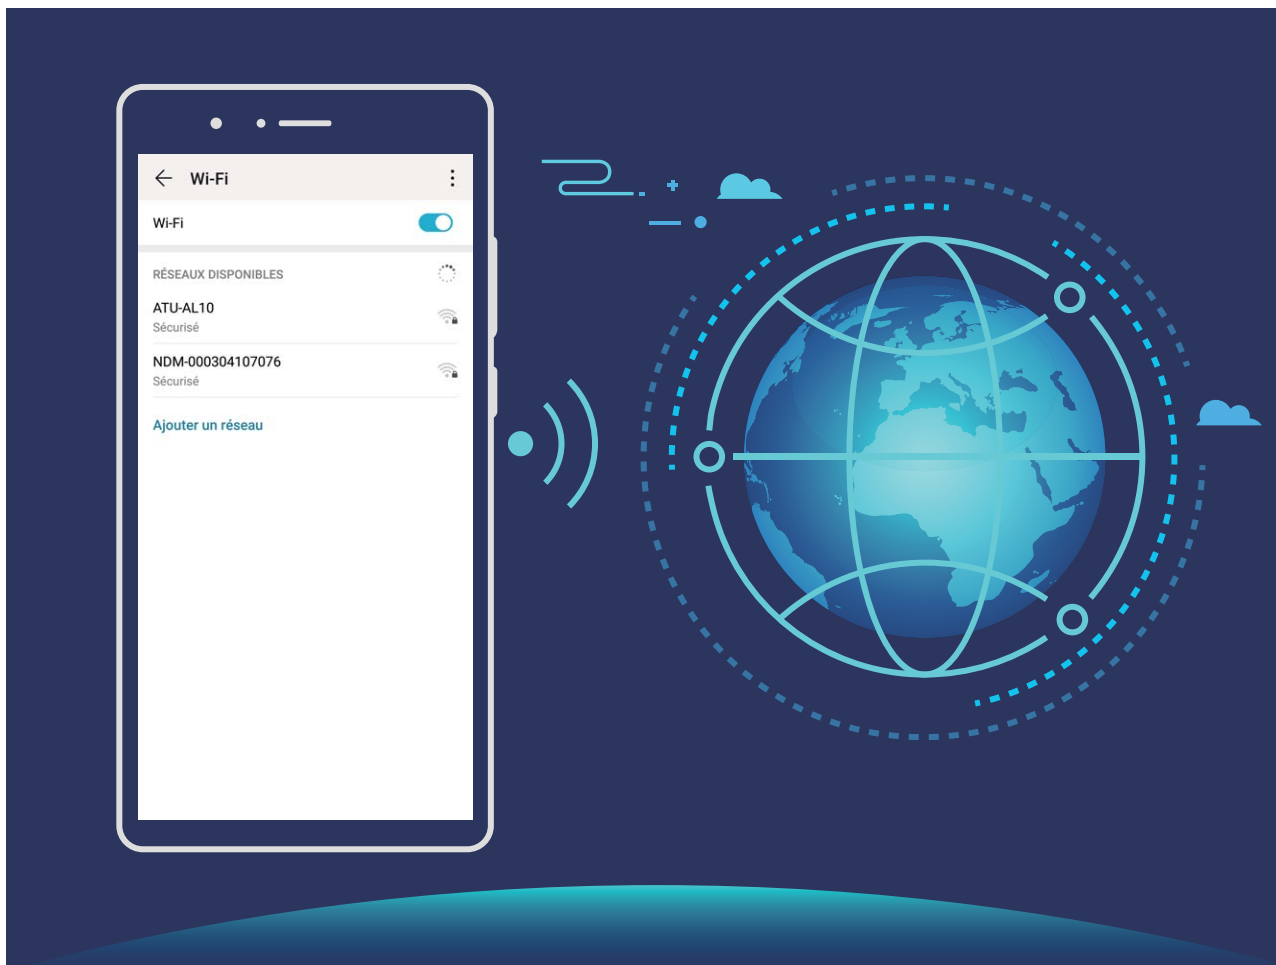 Wi-Fi
Wi-Fi
RÉSEAUX DISPONIBLES
ATU-AL10
Sécurisé
NDM-000304107076
Sécurisé
Ajouter un réseau